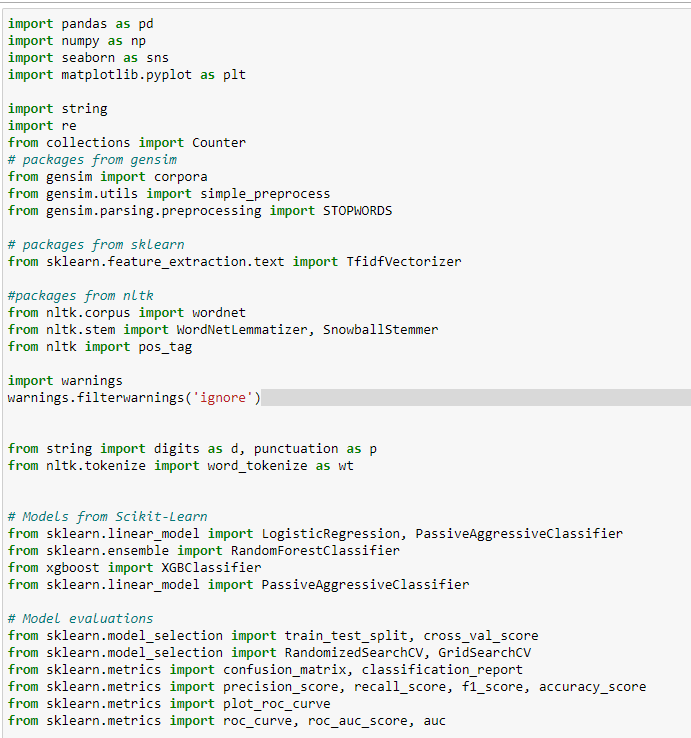 import pandas as pd
import numpy as np
import seaborn as sns
import matplotlib.pyplot as plt
import string
import re
from collections import Counter
# packages from gensim
from gensim import corpora
from gensim.utils import simple_preprocess
from gensim.parsing.preprocessing import STOPWORDS
# packages from sklearn
from sklearn.feature_extraction.text import TfidfVectorizer
#packages from nltk
from nltk.corpus import wordnet
from nltk.stem import WordNetLemmatizer, SnowballStemmer
from nltk import pos_tag
import warnings
warnings.filterwarnings('ignore')
from string import digits as d, punctuation as p
from nltk.tokenize import word_tokenize as wt
# Models from Scikit-Learn
from sklearn.linear_model import LogisticRegression, PassiveAggressiveClassifier
from sklearn.ensemble import RandomForestClassifier
from xgboost import XGBClassifier
from sklearn.linear_model import PassiveAggressiveClassifier
# Model evaluations
from sklearn.model_selection import train_test_split, cross_val_score
from sklearn.model_selection import RandomizedSearchCV, GridSearchCV
from sklearn.metrics import confusion_matrix, classification_report
from sklearn.metrics import precision_score, recall_score, f1_score, accuracy_score
from sklearn.metrics import plot_roc_curve
from sklearn.metrics import roc_curve, roc_auc_score, auc